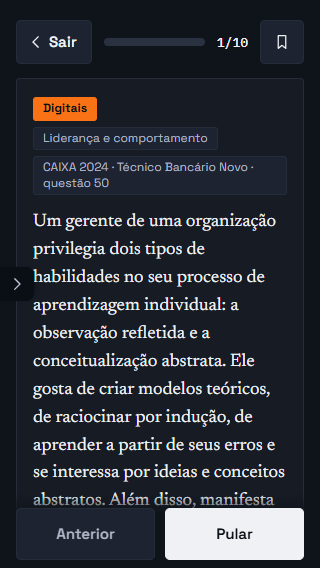 Sair
1/10
Digitais
Liderança e comportamento
CAIXA 2024 · Técnico Bancário Novo ·
questão 50
Um gerente de uma organização
privilegia dois tipos de
habilidades no seu processo de
aprendizagem individual: a
observação refletida e a
conceitualização abstrata. Ele
gosta de criar modelos teóricos,
de raciocinar por indução, de
aprender a partir de seus erros e
se interessa por ideias e conceitos
abstratos. Além disso, manifesta
Anterior
Pular